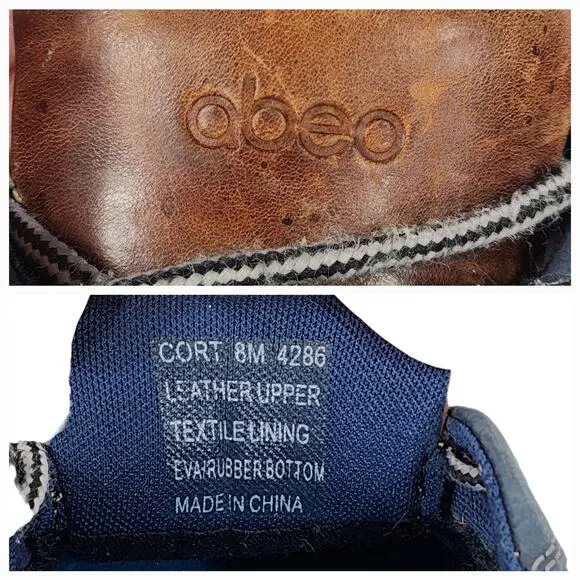 abeo
CORT 8M 4286
LEATHER UPPER
TEXTILE LINING
EVA/RUBBER BOTTOM
MADE IN CHINA